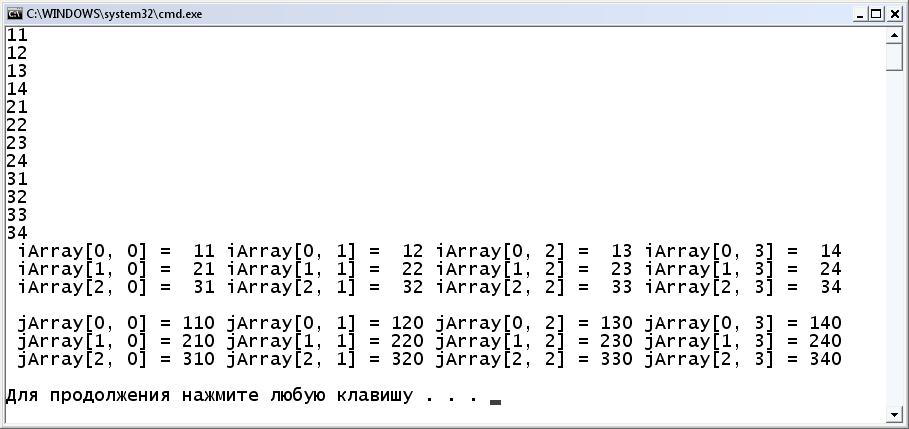 C:\WINDOWS\system32\cmd.exe
11
12
13
14
21
22
23
24
31
32
33
34
iArray[0, 0] =  11 iArray[0, 1] =  12 iArray[0, 2] =  13 iArray[0, 3] =  14
iArray[1, 0] =  21 iArray[1, 1] =  22 iArray[1, 2] =  23 iArray[1, 3] =  24
iArray[2, 0] =  31 iArray[2, 1] =  32 iArray[2, 2] =  33 iArray[2, 3] =  34
jArray[0, 0] = 110 jArray[0, 1] = 120 jArray[0, 2] = 130 jArray[0, 3] = 140
jArray[1, 0] = 210 jArray[1, 1] = 220 jArray[1, 2] = 230 jArray[1, 3] = 240
jArray[2, 0] = 310 jArray[2, 1] = 320 jArray[2, 2] = 330 jArray[2, 3] = 340
Для продолжения нажмите любую клавишу . . .